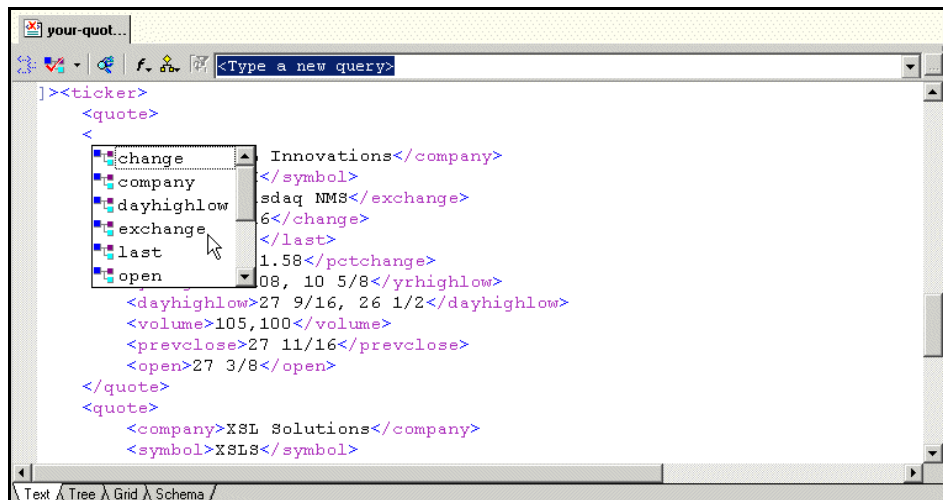 your-quot...
<Type a new query>
]><ticker>
<quote>
<
change
company
dayhighlow
exchange
last
open
Innovations</company>
</symbol>
sdaq NMS</exchange>
6</change>
</last>
1.58</pctchange>
08, 10 5/8</yrhighlow>
<dayhighlow>27 9/16, 26 1/2</dayhighlow>
<volume>105,100</volume>
<prevclose>27 11/16</prevclose>
<open>27 3/8</open>
</quote>
<quote>
<company>XSL Solutions</company>
<symbol>XSLS</symbol>
Text Tree Grid Schema